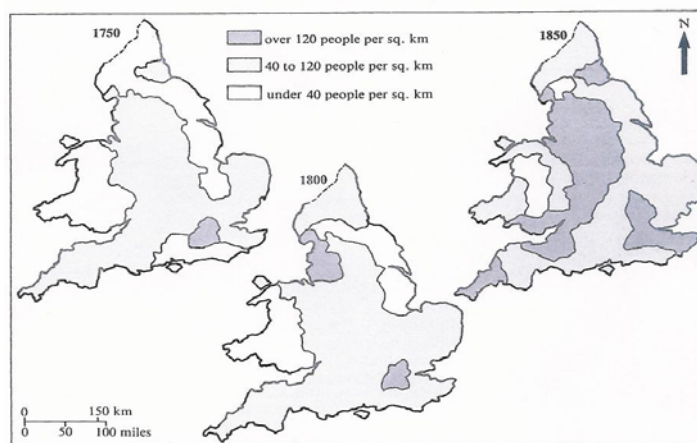 1750
over 120 people per sq. km
40 to 120 people per sq. km
under 40 people per sq. km
1850
N
1800
0 150 km
0 50 100 miles